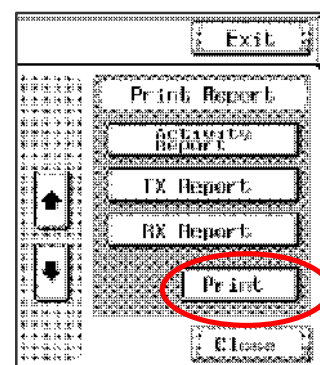 Exit
Print Report
Activity
Report
TX Report
RX Report
Print
Close